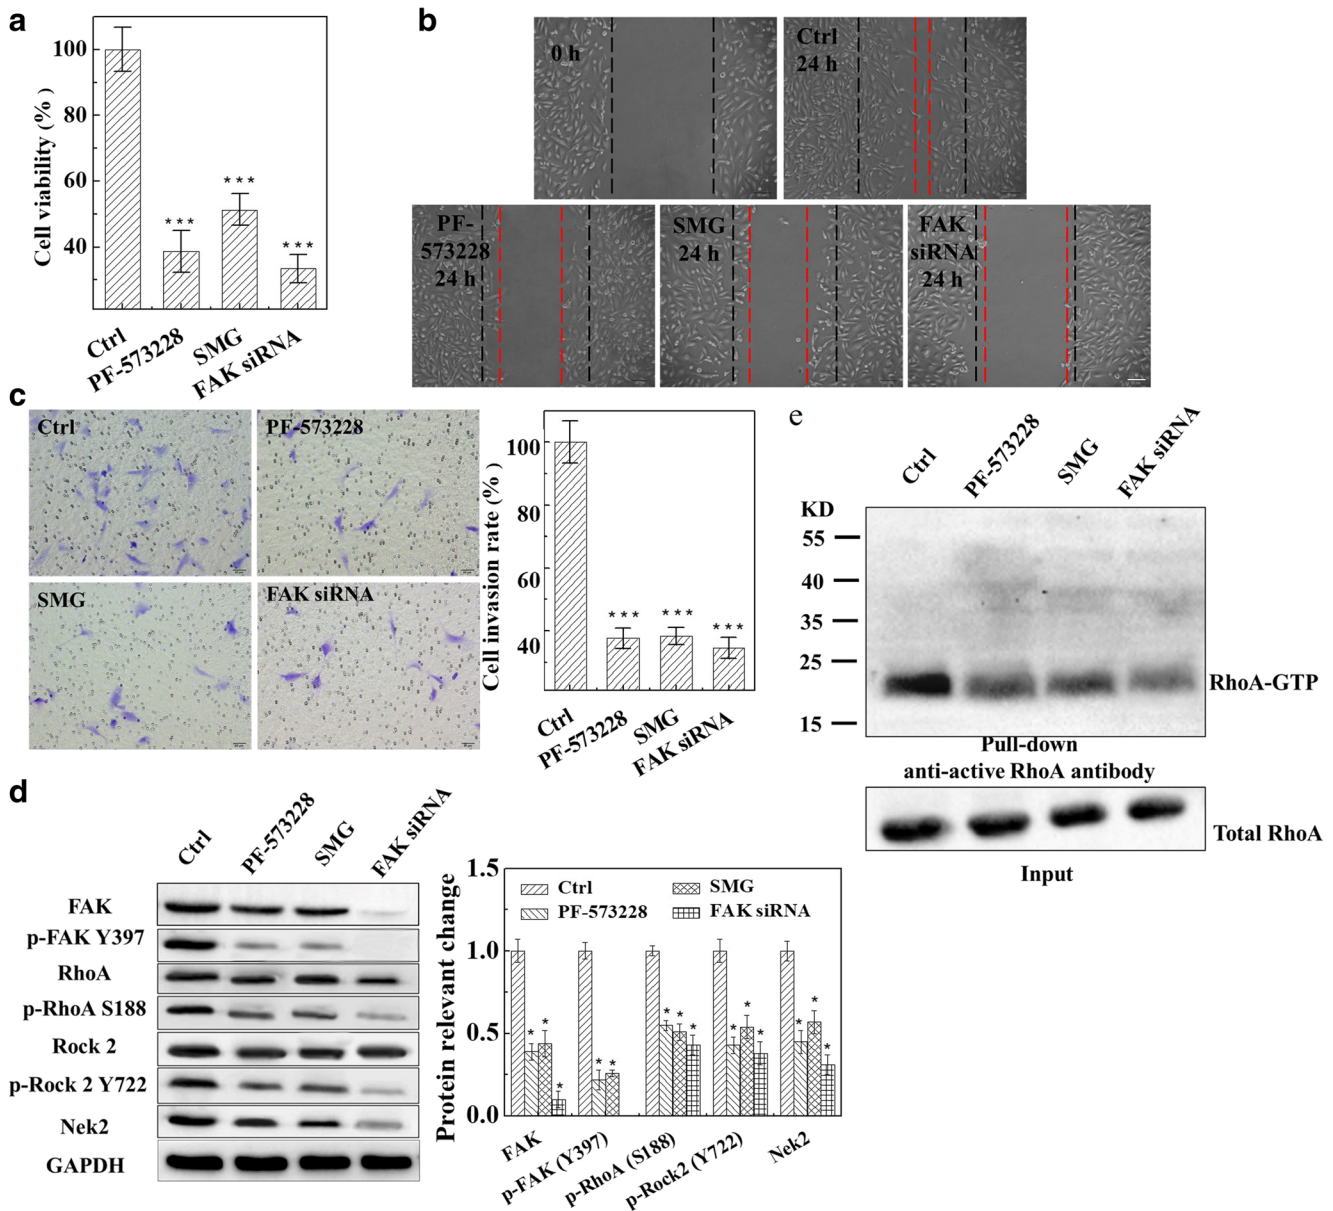 a
100
80
60
40
Cell viability (%)
***
***
***
Ctrl
PF-573228
SMG
FAK siRNA
b
0 h
Ctrl
24 h
PF-
573228
24 h
SMG
24 h
FAK
siRNA
24 h
c
Ctrl
PF-573228
SMG
FAK siRNA
100
80
60
40
Cell invasion rate (%)
***
***
***
Ctrl
PF-573228
SMG
FAK siRNA
d
Ctrl
PF-573228
SMG
FAK siRNA
FAK
p-FAK Y397
RhoA
p-RhoA S188
Rock 2
p-Rock 2 Y722
Nek2
GAPDH
1.5
1.0
0.5
0.0
Protein relevant change
Ctrl
PF-573228
SMG
FAK siRNA
* * *
* *
* * *
* * *
* * *
FAK
p-FAK (Y397)
p-RhoA (S188)
p-Rock2 (Y722)
Nek2
e
Ctrl
PF-573228
SMG
FAK siRNA
KD
55
40
35
25
15
RhoA-GTP
Pull-down
anti-active RhoA antibody
Total RhoA
Input